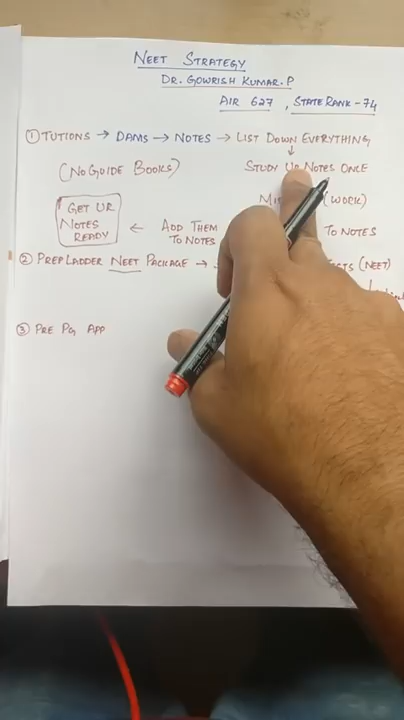 NEET STRATEGY
DR. GOWRISH KUMAR. P
AIR 627, STATE RANK - 74
① TUTIONS → DAMS → NOTES → LIST DOWN EVERYTHING
↓
(NO GUIDE BOOKS) STUDY UR NOTES ONCE
(WORK)
GET UR NOTES READY ← ADD THEM TO NOTES TO NOTES
② PREPLADDER NEET PACKAGE → (NEET)
③ PRE PG APP